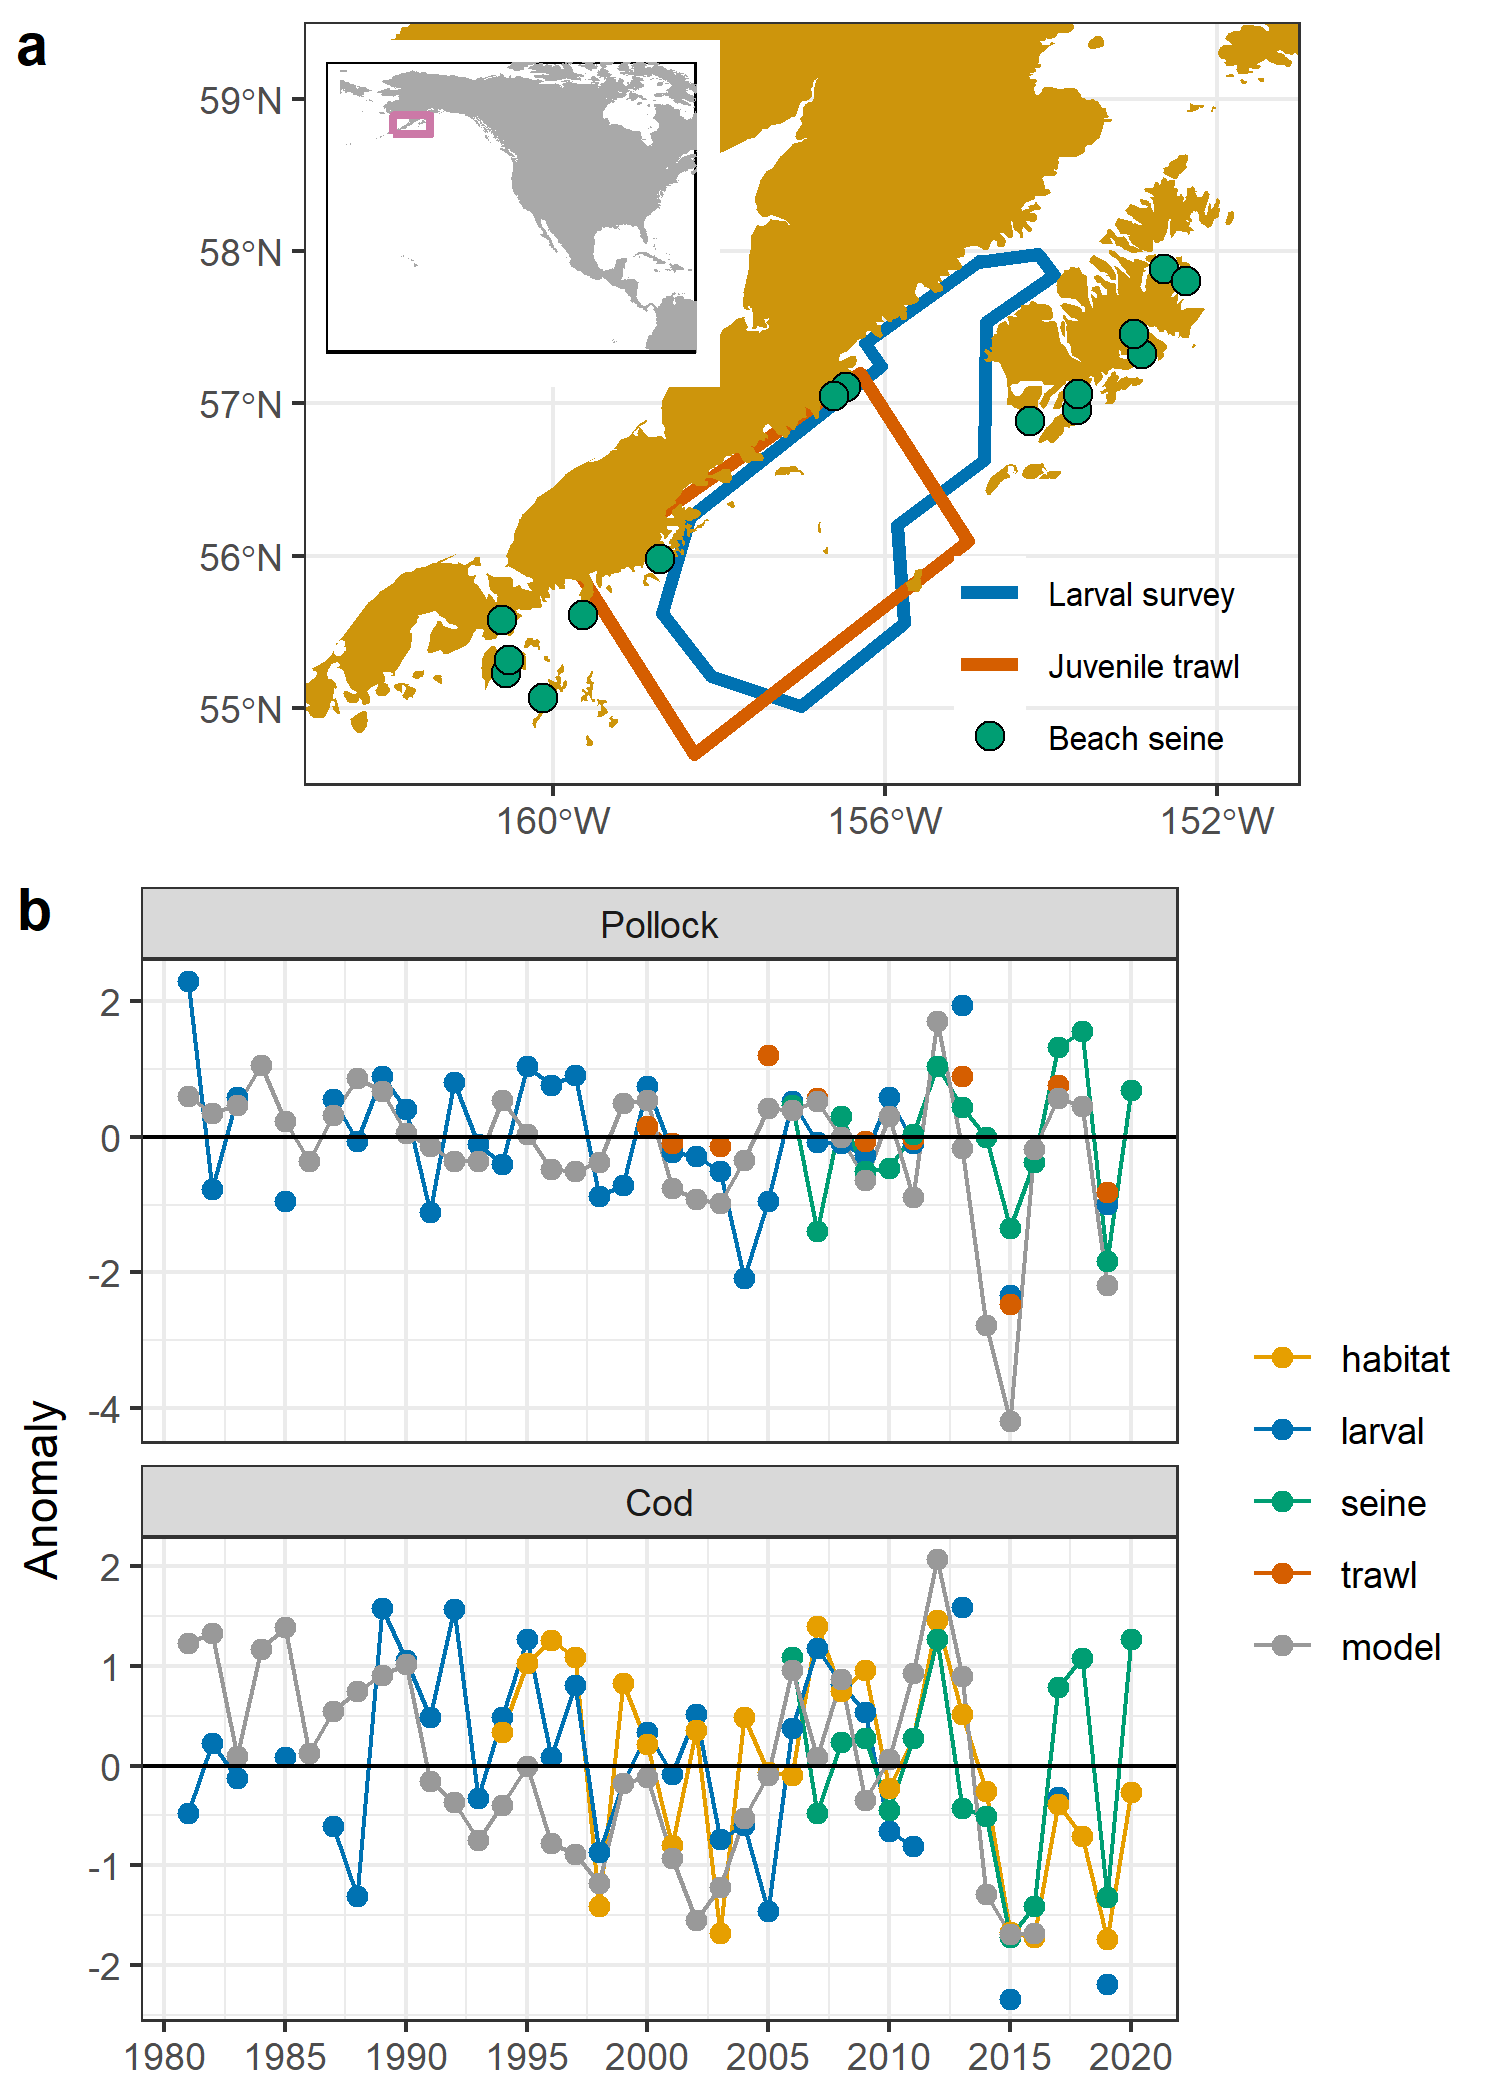 a
59°N
58°N
57°N
56°N
55°N
160°W 156°W 152°W
Larval survey
Juvenile trawl
Beach seine
b
Pollock
2
0
-2
-4
Anomaly
Cod
2
1
0
-1
-2
1980 1985 1990 1995 2000 2005 2010 2015 2020
habitat
larval
seine
trawl
model